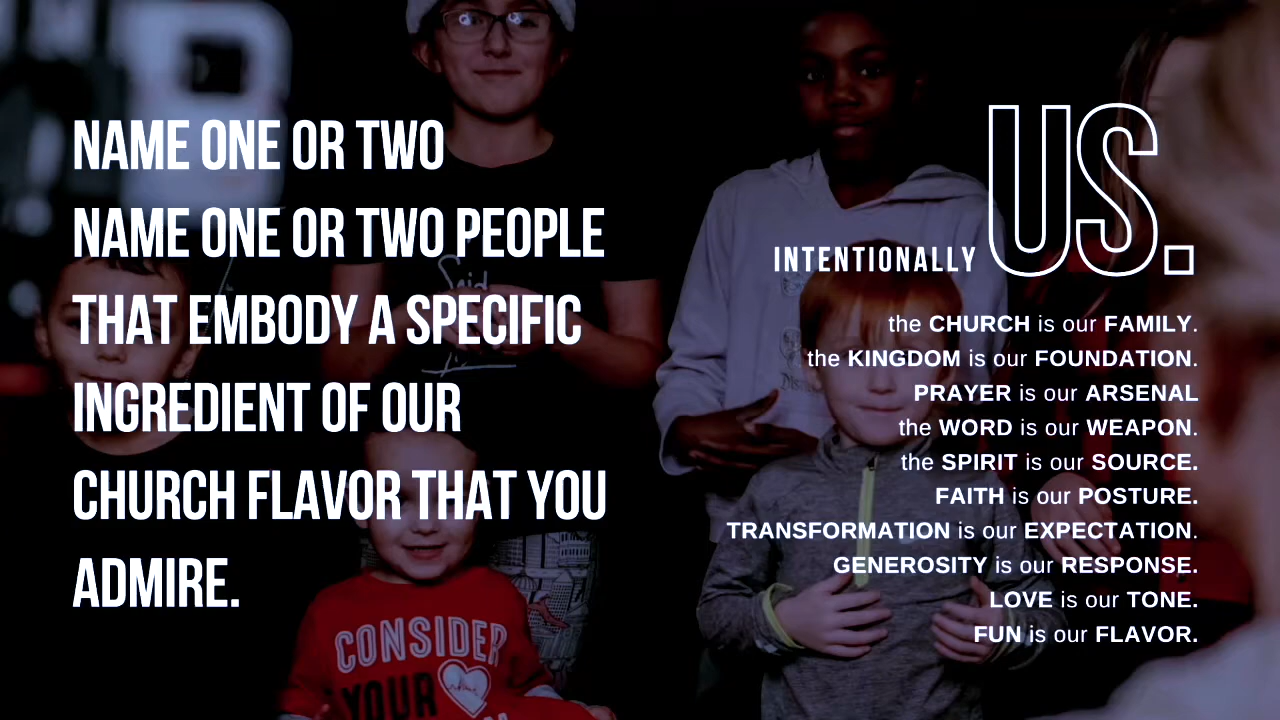 NAME ONE OR TWO
NAME ONE OR TWO PEOPLE
THAT EMBODY A SPECIFIC
INGREDIENT OF OUR
CHURCH FLAVOR THAT YOU
ADMIRE.
INTENTIONALLY US.
the CHURCH is our FAMILY.
the KINGDOM is our FOUNDATION.
PRAYER is our ARSENAL
the WORD is our WEAPON.
the SPIRIT is our SOURCE.
FAITH is our POSTURE.
TRANSFORMATION is our EXPECTATION.
GENEROSITY is our RESPONSE.
LOVE is our TONE.
FUN is our FLAVOR.
Said
CONSIDER
YOUR